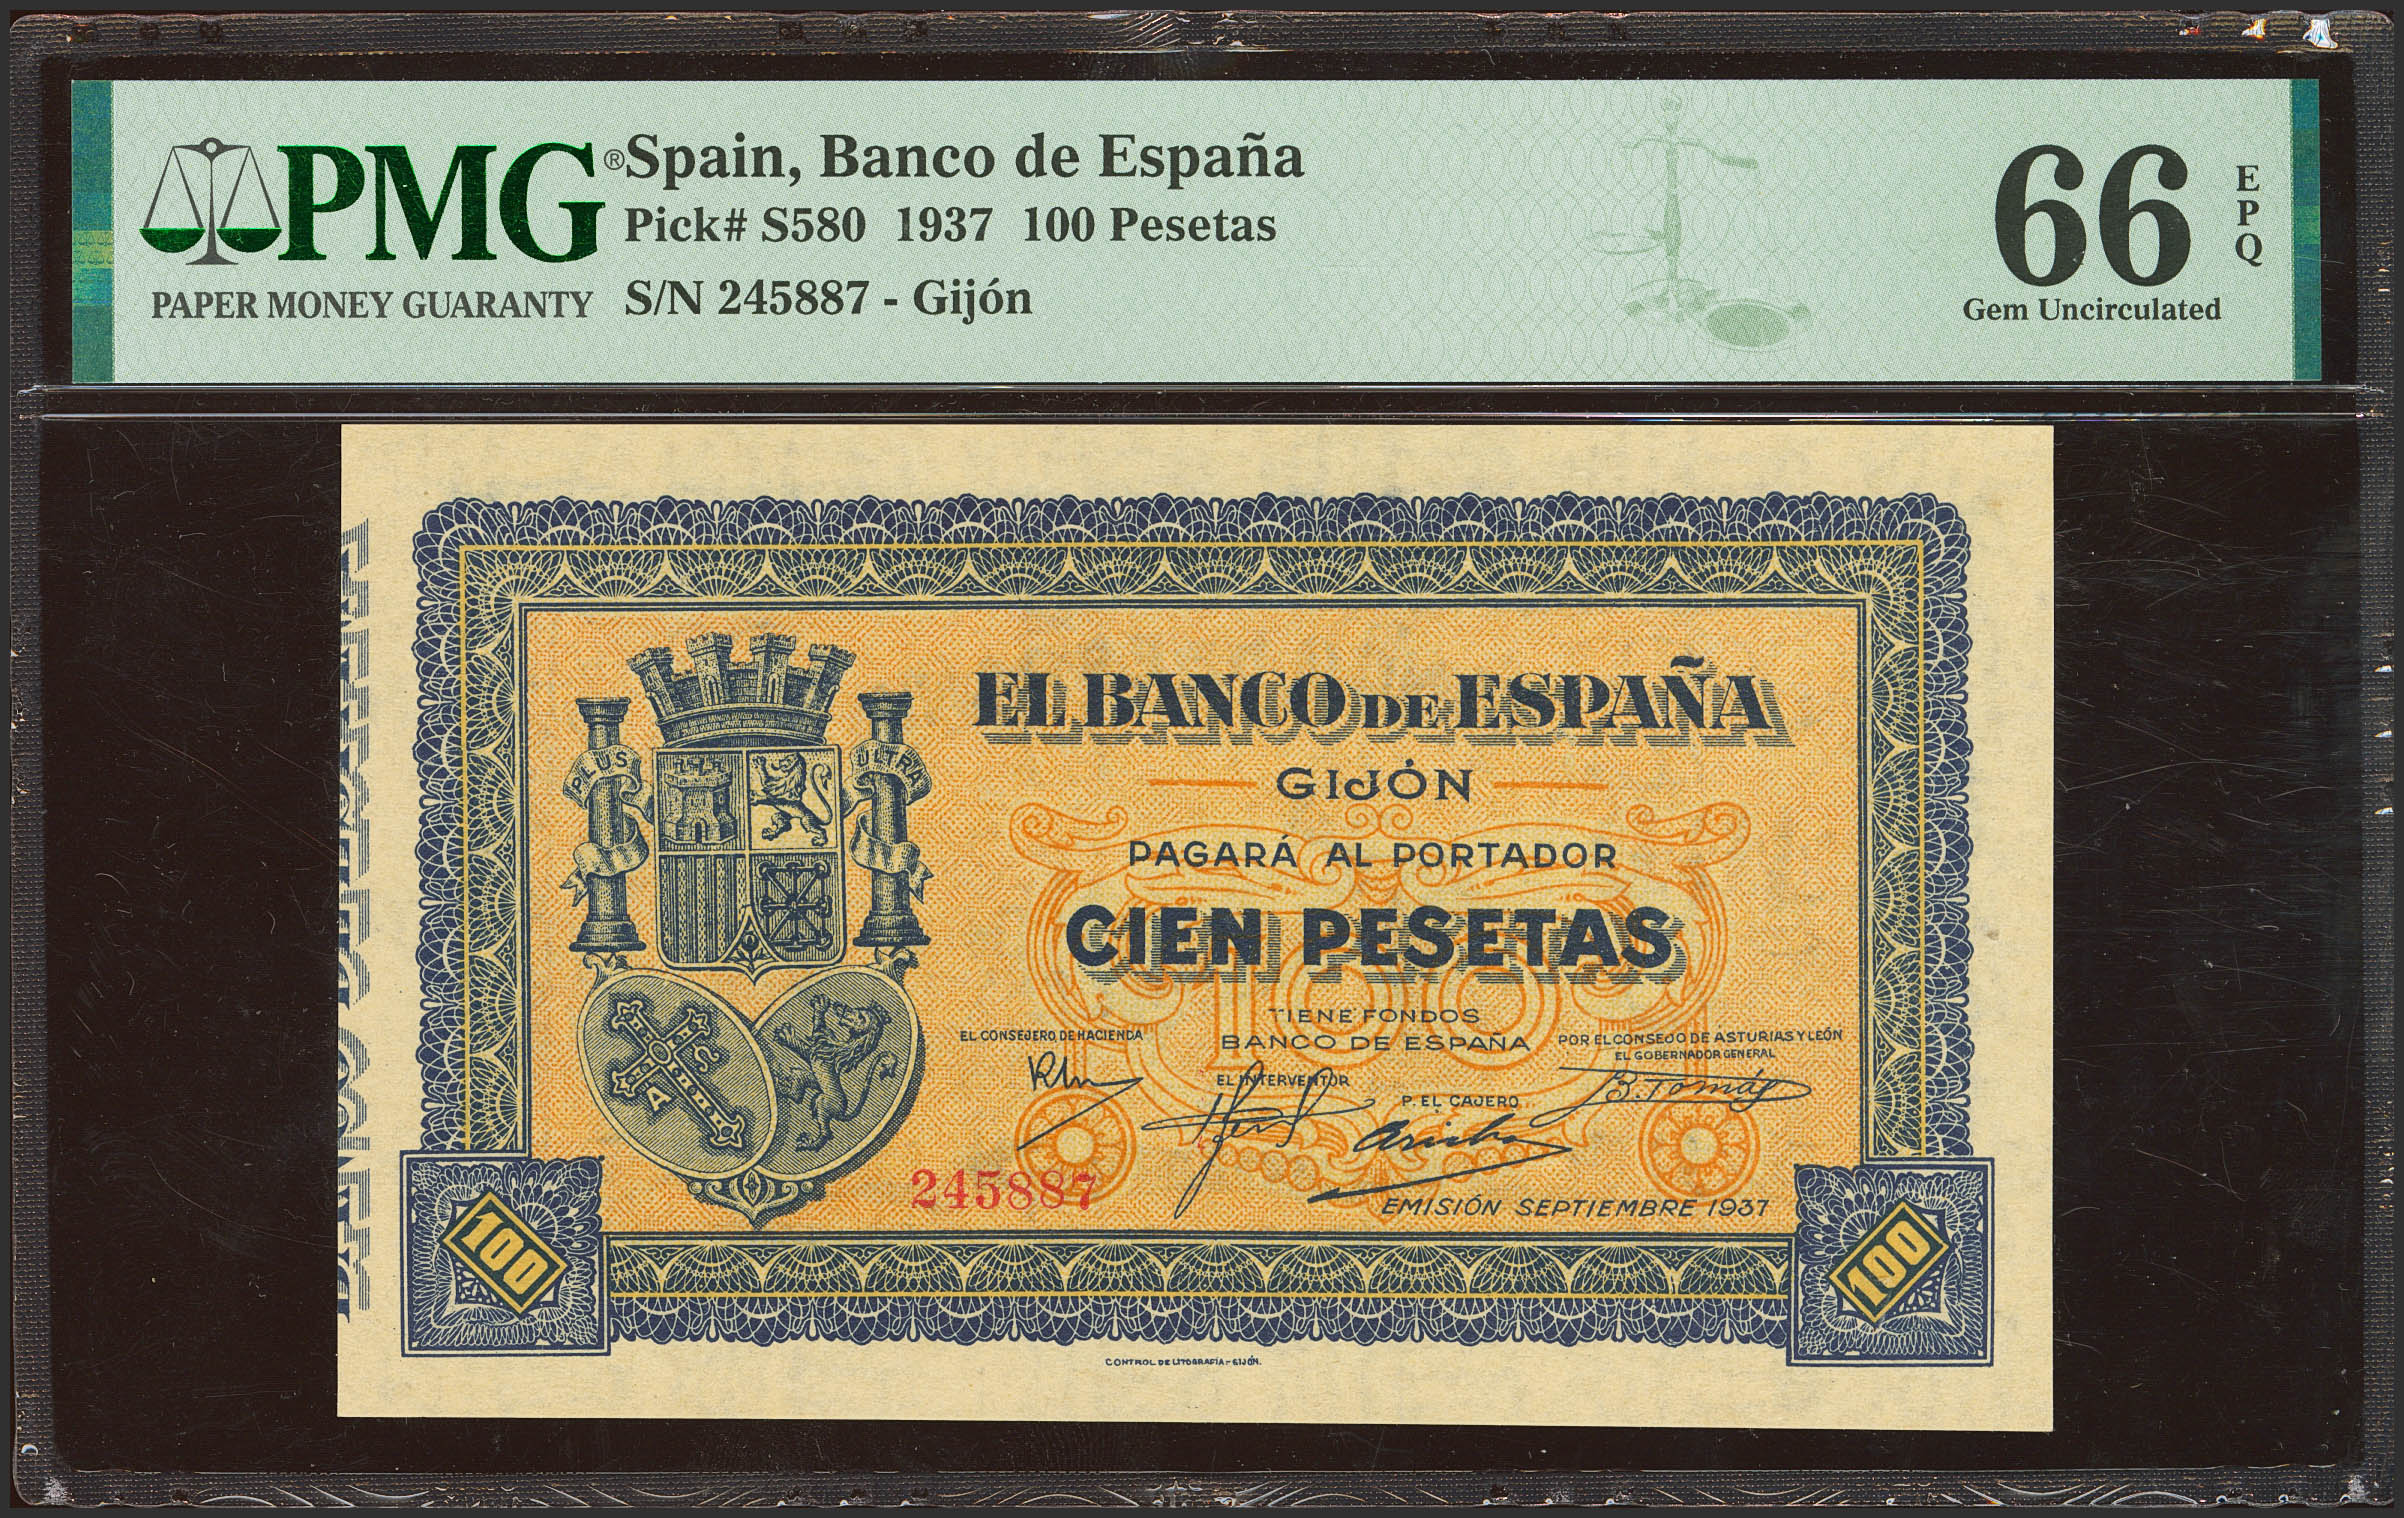 PMG®
PAPER MONEY GUARANTY
Spain, Banco de España
Pick# S580 1937 100 Pesetas
S/N 245887 - Gijón
66
EPQ
Gem Uncirculated
EL BANCO DE ESPAÑA
GIJÓN
PAGARÁ AL PORTADOR
CIEN PESETAS
100
PLUS
ULTRA
A
TIENE FONDOS
BANCO DE ESPAÑA
EL CONSEJERO DE HACIENDA
POR EL CONSEJO DE ASTURIAS Y LEÓN
EL GOBERNADOR GENERAL
EL INTERVENTOR
P. EL CAJERO
B. Tomás
245887
EMISIÓN SEPTIEMBRE 1937
100
100
CONTROL DE LITOGRAFÍA-GIJÓN.